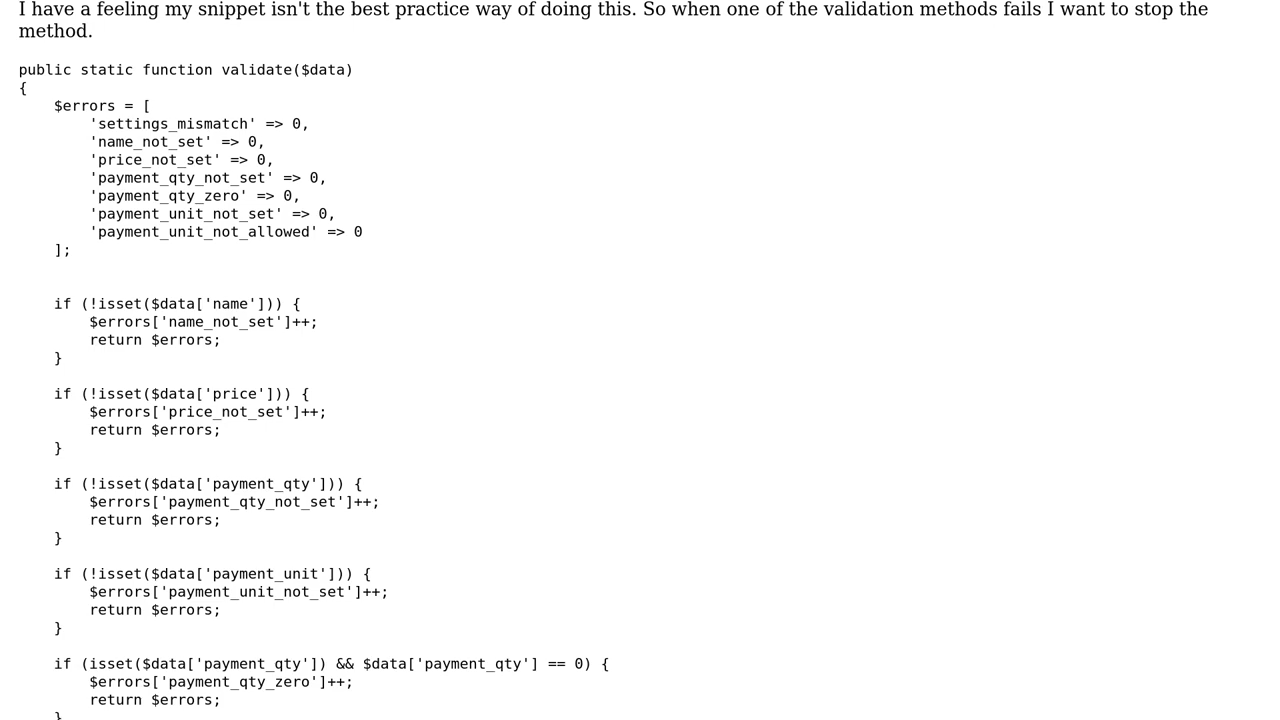 I have a feeling my snippet isn't the best practice way of doing this. So when one of the validation methods fails I want to stop the
method.
public static function validate($data)
{
    $errors = [
        'settings_mismatch' => 0,
        'name_not_set' => 0,
        'price_not_set' => 0,
        'payment_qty_not_set' => 0,
        'payment_qty_zero' => 0,
        'payment_unit_not_set' => 0,
        'payment_unit_not_allowed' => 0
    ];
    if (!isset($data['name'])) {
        $errors['name_not_set']++;
        return $errors;
    }
    if (!isset($data['price'])) {
        $errors['price_not_set']++;
        return $errors;
    }
    if (!isset($data['payment_qty'])) {
        $errors['payment_qty_not_set']++;
        return $errors;
    }
    if (!isset($data['payment_unit'])) {
        $errors['payment_unit_not_set']++;
        return $errors;
    }
    if (isset($data['payment_qty']) && $data['payment_qty'] == 0) {
        $errors['payment_qty_zero']++;
        return $errors;
    }